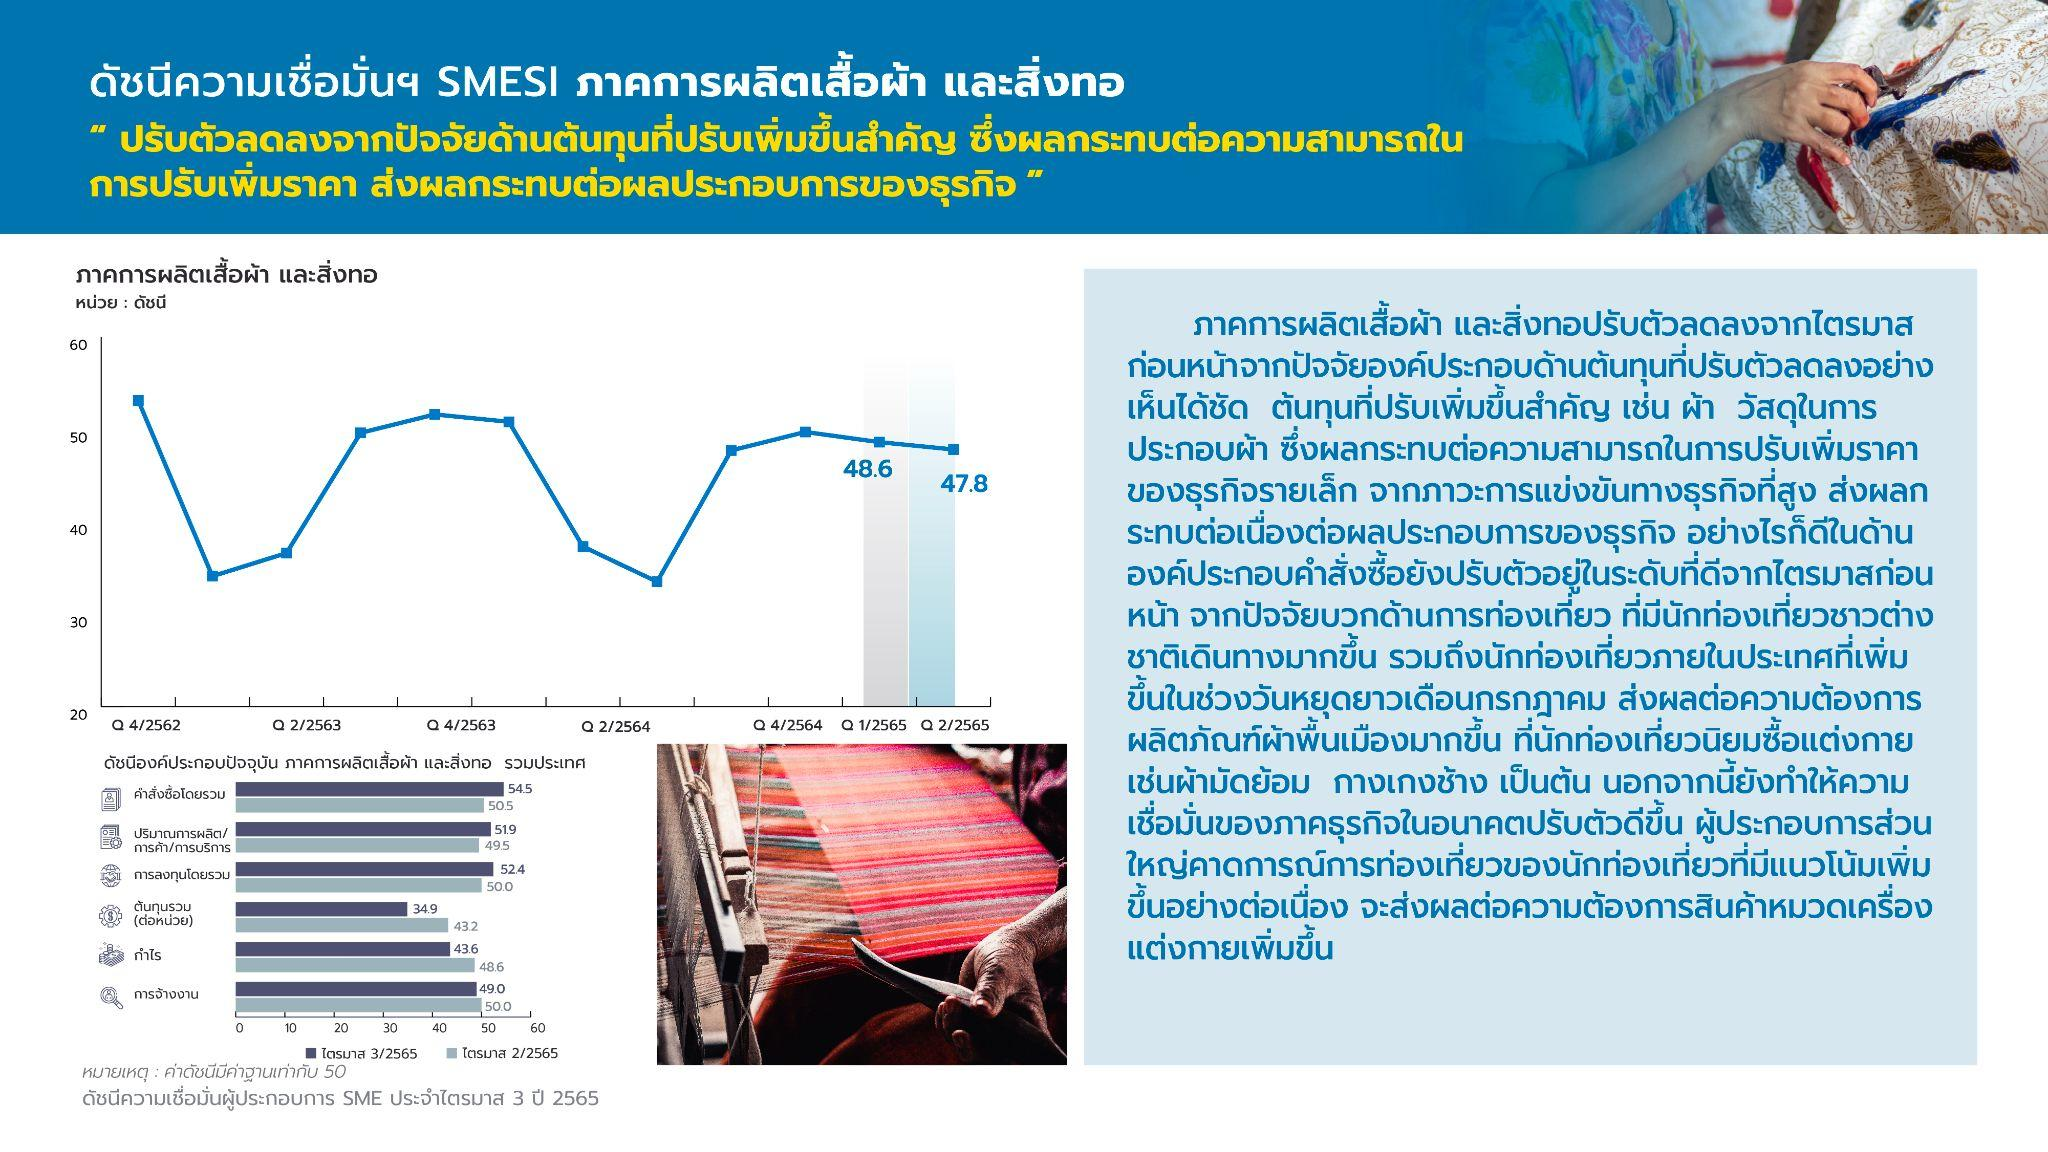 ดัชนีความเชื่อมั่นฯ SMESI ภาคการผลิตเสื้อผ้า และสิ่งทอ
“ ปรับตัวลดลงจากปัจจัยด้านต้นทุนที่ปรับเพิ่มขึ้นสำคัญ ซึ่งผลกระทบต่อความสามารถใน
การปรับเพิ่มราคา ส่งผลกระทบต่อผลประกอบการของธุรกิจ ”
ภาคการผลิตเสื้อผ้า และสิ่งทอ
หน่วย : ดัชนี
60
50
40
30
20
48.6
47.8
Q 4/2562 Q 2/2563 Q 4/2563 Q 2/2564 Q 4/2564 Q 1/2565 Q 2/2565
ดัชนีองค์ประกอบปัจจุบัน ภาคการผลิตเสื้อผ้า และสิ่งทอ รวมประเทศ
คำสั่งซื้อโดยรวม
54.5
50.5
ปริมาณการผลิต/
การค้า/การบริการ
51.9
49.5
การลงทุนโดยรวม
52.4
50.0
ต้นทุนรวม
(ต่อหน่วย)
34.9
43.2
กำไร
43.6
48.6
การจ้างงาน
49.0
50.0
0 10 20 30 40 50 60
ไตรมาส 3/2565 ไตรมาส 2/2565
หมายเหตุ : ค่าดัชนีมีค่าฐานเท่ากับ 50
ดัชนีความเชื่อมั่นผู้ประกอบการ SME ประจำไตรมาส 3 ปี 2565
ภาคการผลิตเสื้อผ้า และสิ่งทอปรับตัวลดลงจากไตรมาส
ก่อนหน้าจากปัจจัยองค์ประกอบด้านต้นทุนที่ปรับตัวลดลงอย่าง
เห็นได้ชัด ต้นทุนที่ปรับเพิ่มขึ้นสำคัญ เช่น ผ้า วัสดุในการ
ประกอบผ้า ซึ่งผลกระทบต่อความสามารถในการปรับเพิ่มราคา
ของธุรกิจรายเล็ก จากภาวะการแข่งขันทางธุรกิจที่สูง ส่งผลก
ระทบต่อเนื่องต่อผลประกอบการของธุรกิจ อย่างไรก็ดีในด้าน
องค์ประกอบคำสั่งซื้อยังปรับตัวอยู่ในระดับที่ดีจากไตรมาสก่อน
หน้า จากปัจจัยบวกด้านการท่องเที่ยว ที่มีนักท่องเที่ยวชาวต่าง
ชาติเดินทางมากขึ้น รวมถึงนักท่องเที่ยวภายในประเทศที่เพิ่ม
ขึ้นในช่วงวันหยุดยาวเดือนกรกฎาคม ส่งผลต่อความต้องการ
ผลิตภัณฑ์ผ้าพื้นเมืองมากขึ้น ที่นักท่องเที่ยวนิยมซื้อแต่งกาย
เช่นผ้ามัดย้อม กางเกงช้าง เป็นต้น นอกจากนี้ยังทำให้ความ
เชื่อมั่นของภาคธุรกิจในอนาคตปรับตัวดีขึ้น ผู้ประกอบการส่วน
ใหญ่คาดการณ์การท่องเที่ยวของนักท่องเที่ยวที่มีแนวโน้มเพิ่ม
ขึ้นอย่างต่อเนื่อง จะส่งผลต่อความต้องการสินค้าหมวดเครื่อง
แต่งกายเพิ่มขึ้น